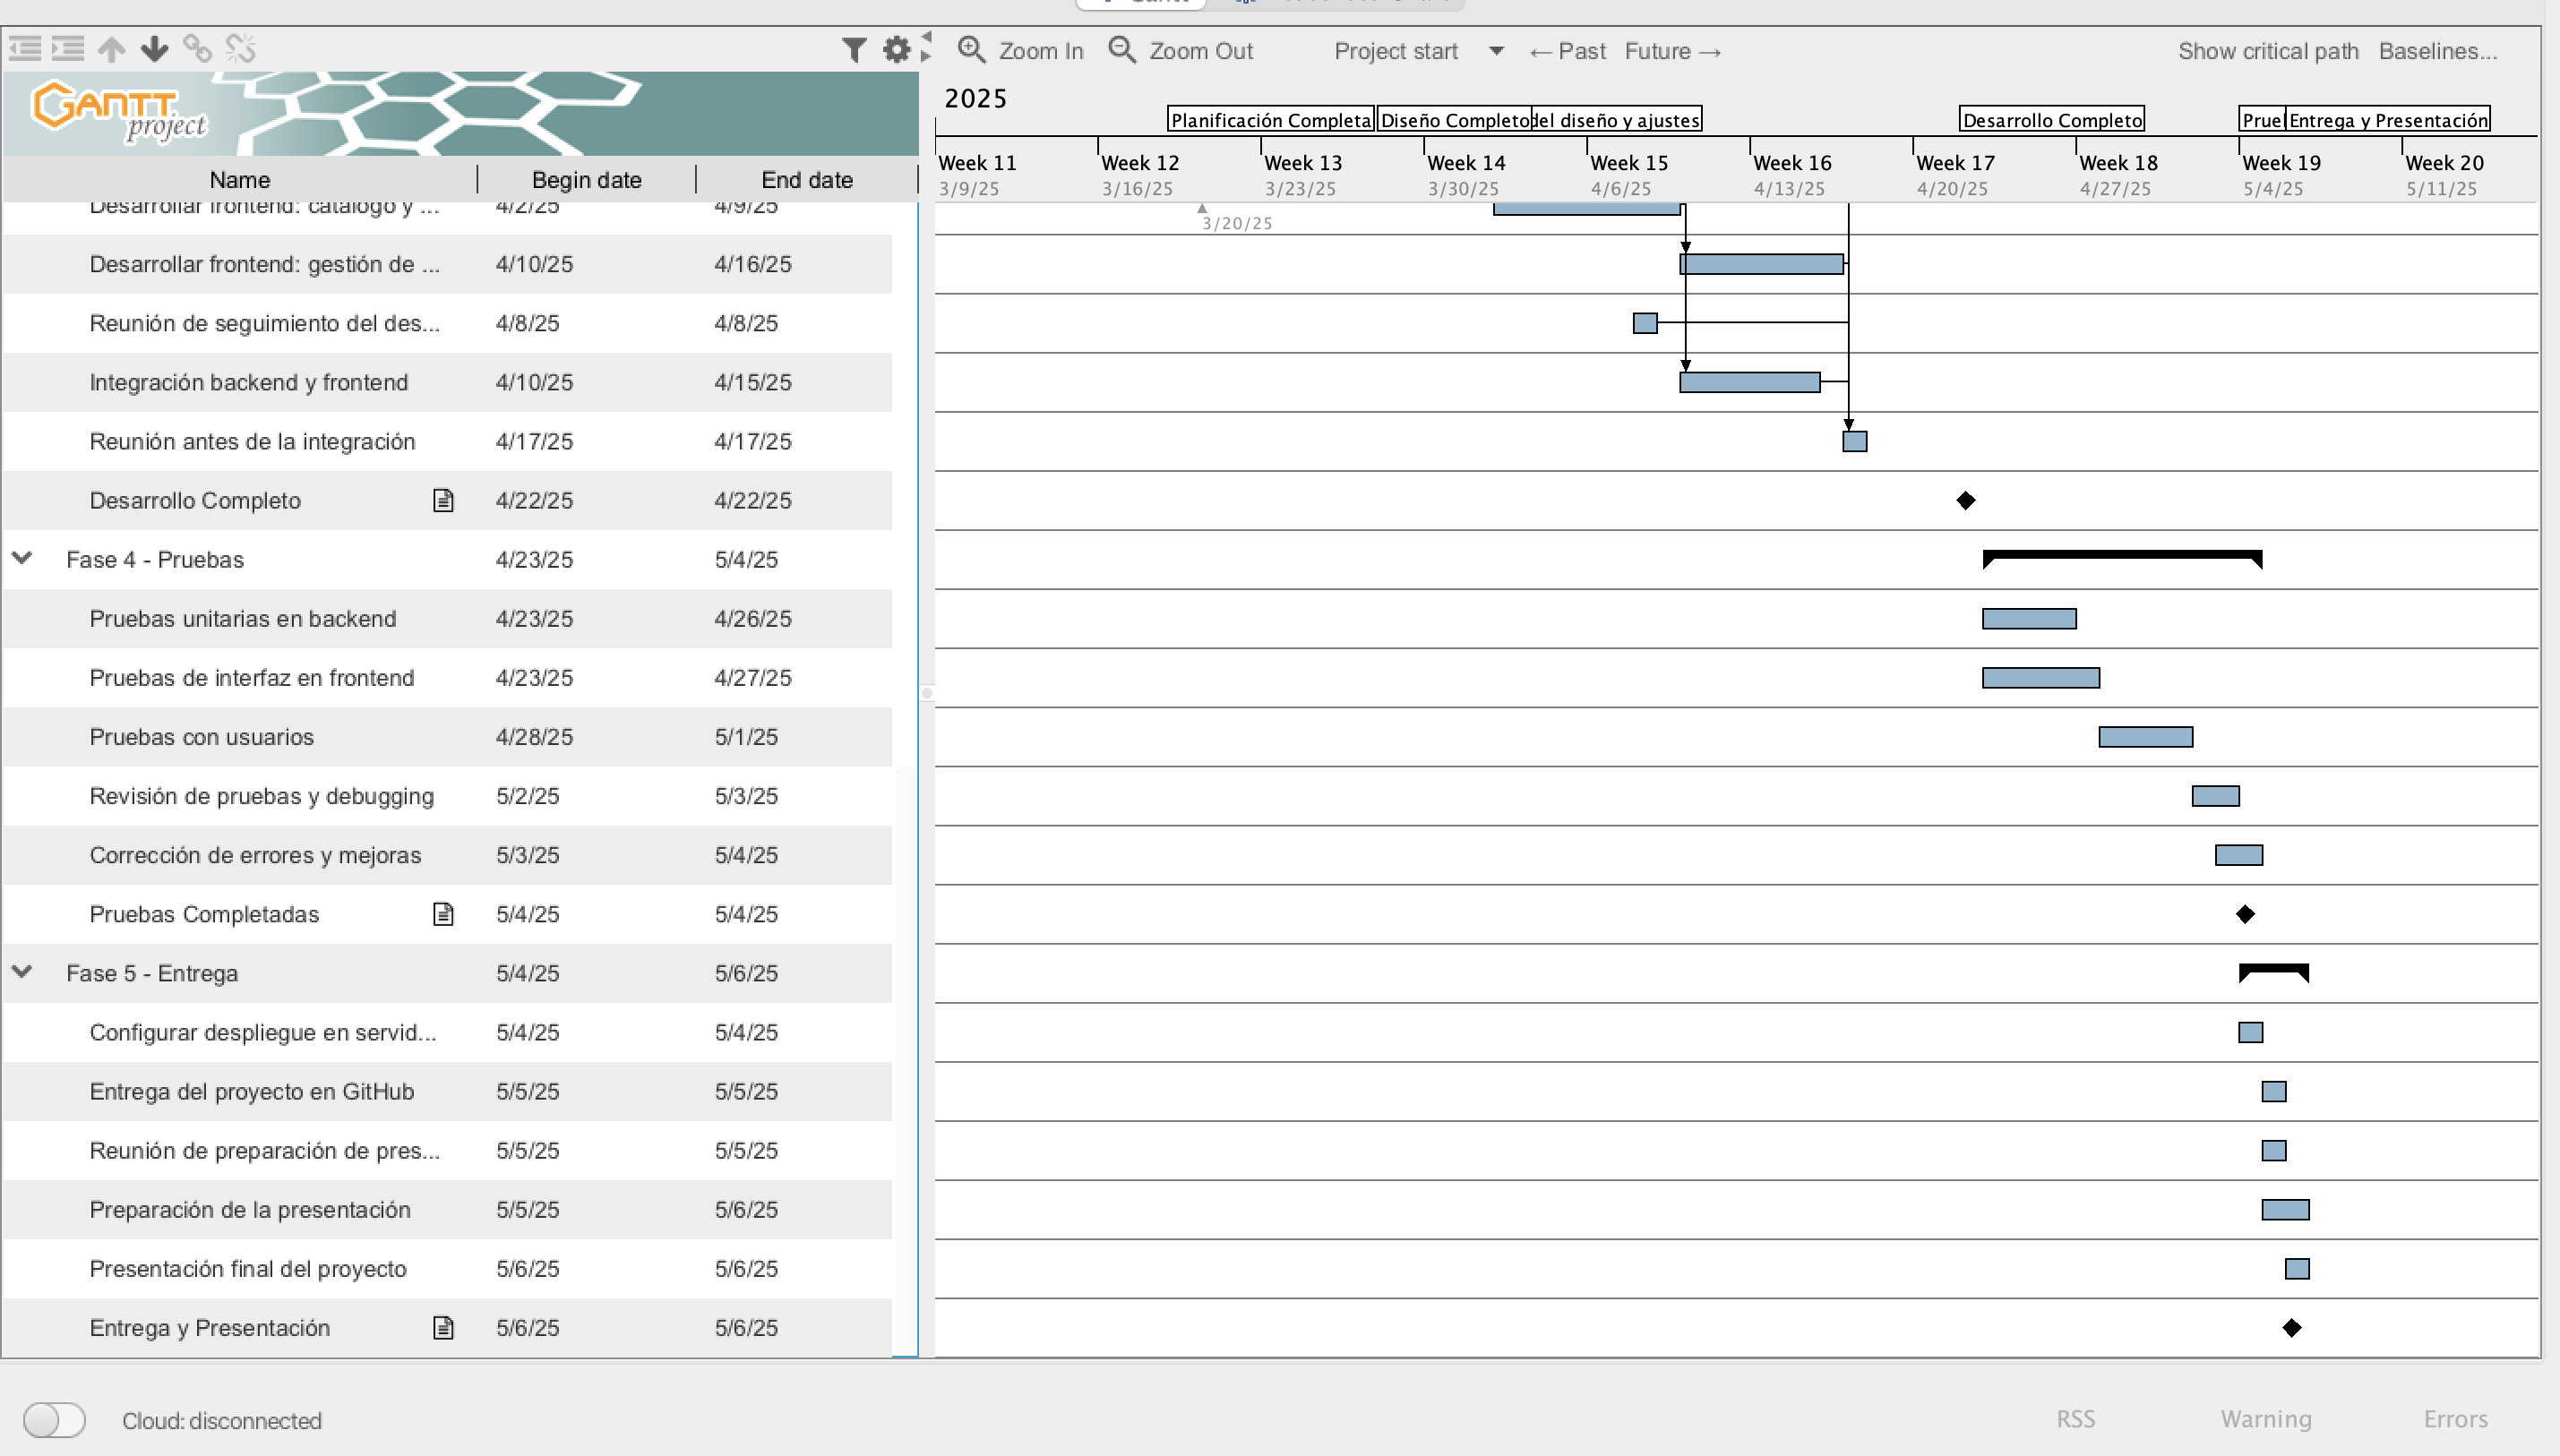 Zoom In Zoom Out Project start ← Past Future → Show critical path Baselines...
GANTT project
2025
Planificación Completa Diseño Completo del diseño y ajustes Desarrollo Completo Entrega y Presentación
Week 11 Week 12 Week 13 Week 14 Week 15 Week 16 Week 17 Week 18 Week 19 Week 20
Name Begin date End date
3/9/25 3/16/25 3/23/25 3/30/25 4/6/25 4/13/25 4/20/25 4/27/25 5/4/25 5/11/25
Desarrollar frontend: catálogo y ... 4/2/25 4/9/25
3/20/25
Desarrollar frontend: gestión de ... 4/10/25 4/16/25
Reunión de seguimiento del des... 4/8/25 4/8/25
Integración backend y frontend 4/10/25 4/15/25
Reunión antes de la integración 4/17/25 4/17/25
Desarrollo Completo 4/22/25 4/22/25
Fase 4 - Pruebas 4/23/25 5/4/25
Pruebas unitarias en backend 4/23/25 4/26/25
Pruebas de interfaz en frontend 4/23/25 4/27/25
Pruebas con usuarios 4/28/25 5/1/25
Revisión de pruebas y debugging 5/2/25 5/3/25
Corrección de errores y mejoras 5/3/25 5/4/25
Pruebas Completadas 5/4/25 5/4/25
Fase 5 - Entrega 5/4/25 5/6/25
Configurar despliegue en servid... 5/4/25 5/4/25
Entrega del proyecto en GitHub 5/5/25 5/5/25
Reunión de preparación de pres... 5/5/25 5/5/25
Preparación de la presentación 5/5/25 5/6/25
Presentación final del proyecto 5/6/25 5/6/25
Entrega y Presentación 5/6/25 5/6/25
Cloud: disconnected RSS Warning Errors